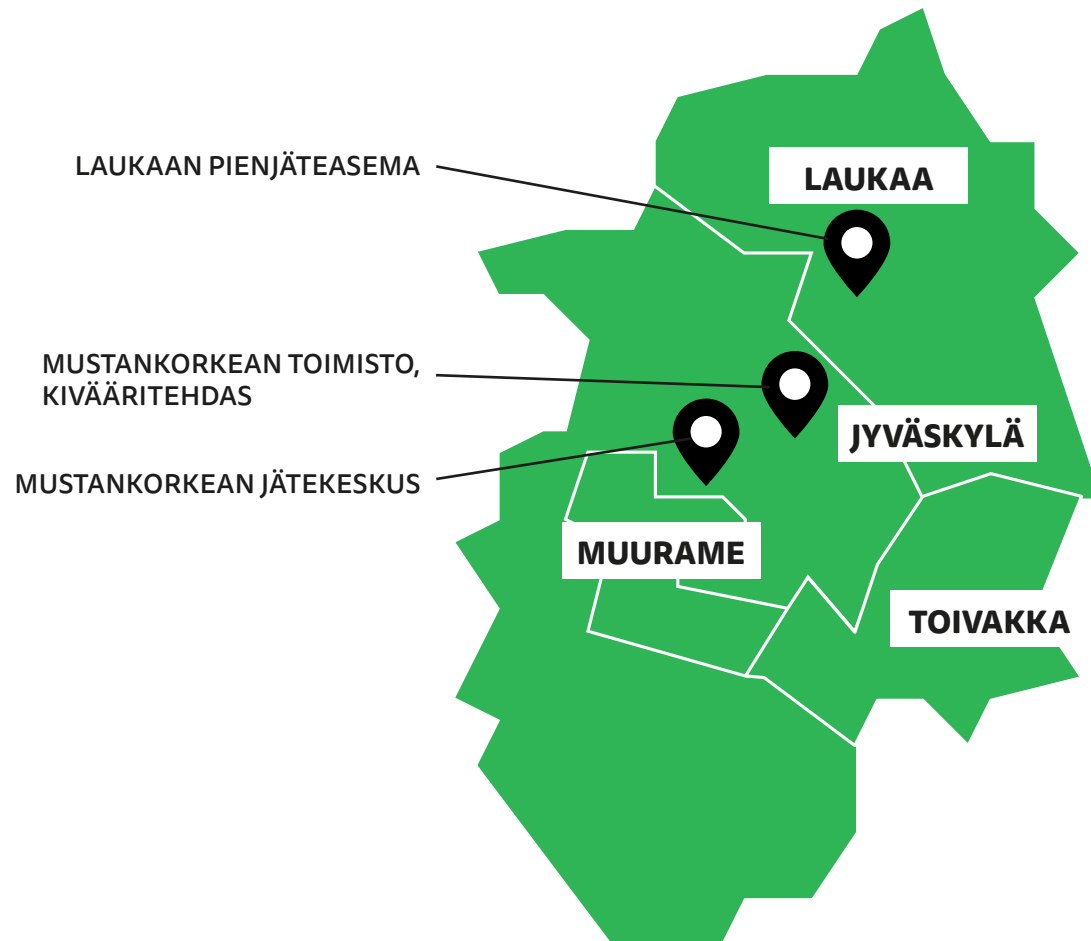 LAUKAAN PIENJÄTEASEMA
LAUKAA
MUSTANKORKEAN TOIMISTO,
KIVÄÄRITEHDAS
JYVÄSKYLÄ
MUSTANKORKEAN JÄTEKESKUS
MUURAME
TOIVAKKA